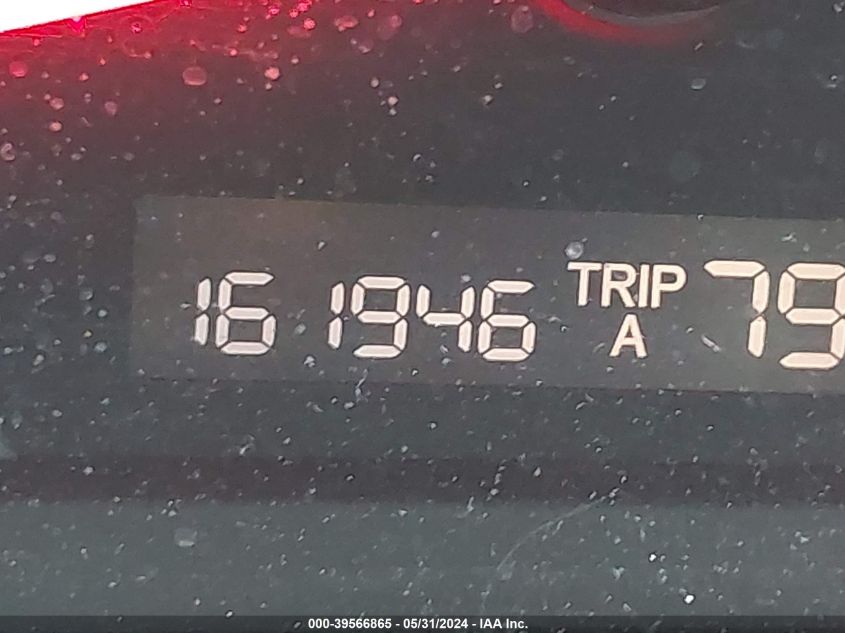 161946 TRIP A 79
000-39566865 - 05/31/2024 - IAA Inc.